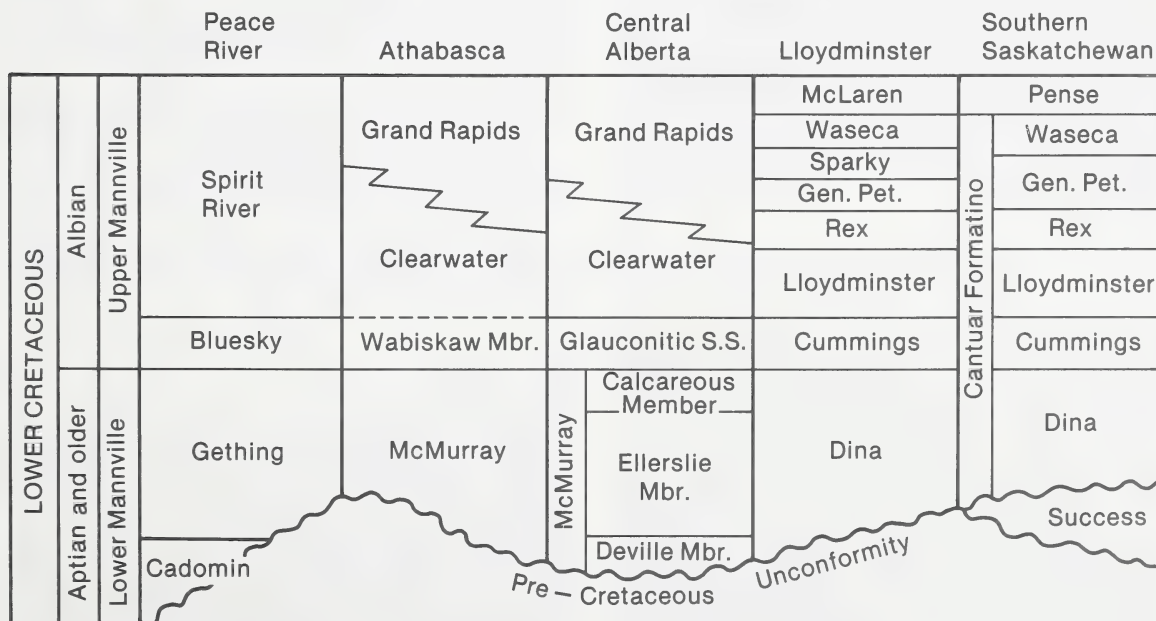 Peace River
Athabasca
Central Alberta
Lloydminster
Southern Saskatchewan
LOWER CRETACEOUS
Albian
Aptian and older
Upper Mannville
Lower Mannville
Spirit River
Bluesky
Gething
Cadomin
Grand Rapids
Clearwater
Wabiskaw Mbr.
McMurray
Grand Rapids
Clearwater
Glauconitic S.S.
McMurray
Calcareous Member
Ellerslie Mbr.
Deville Mbr.
McLaren
Waseca
Sparky
Gen. Pet.
Rex
Lloydminster
Cummings
Dina
Pense
Cantuar Formatino
Waseca
Gen. Pet.
Rex
Lloydminster
Cummings
Dina
Success
Pre – Cretaceous Unconformity